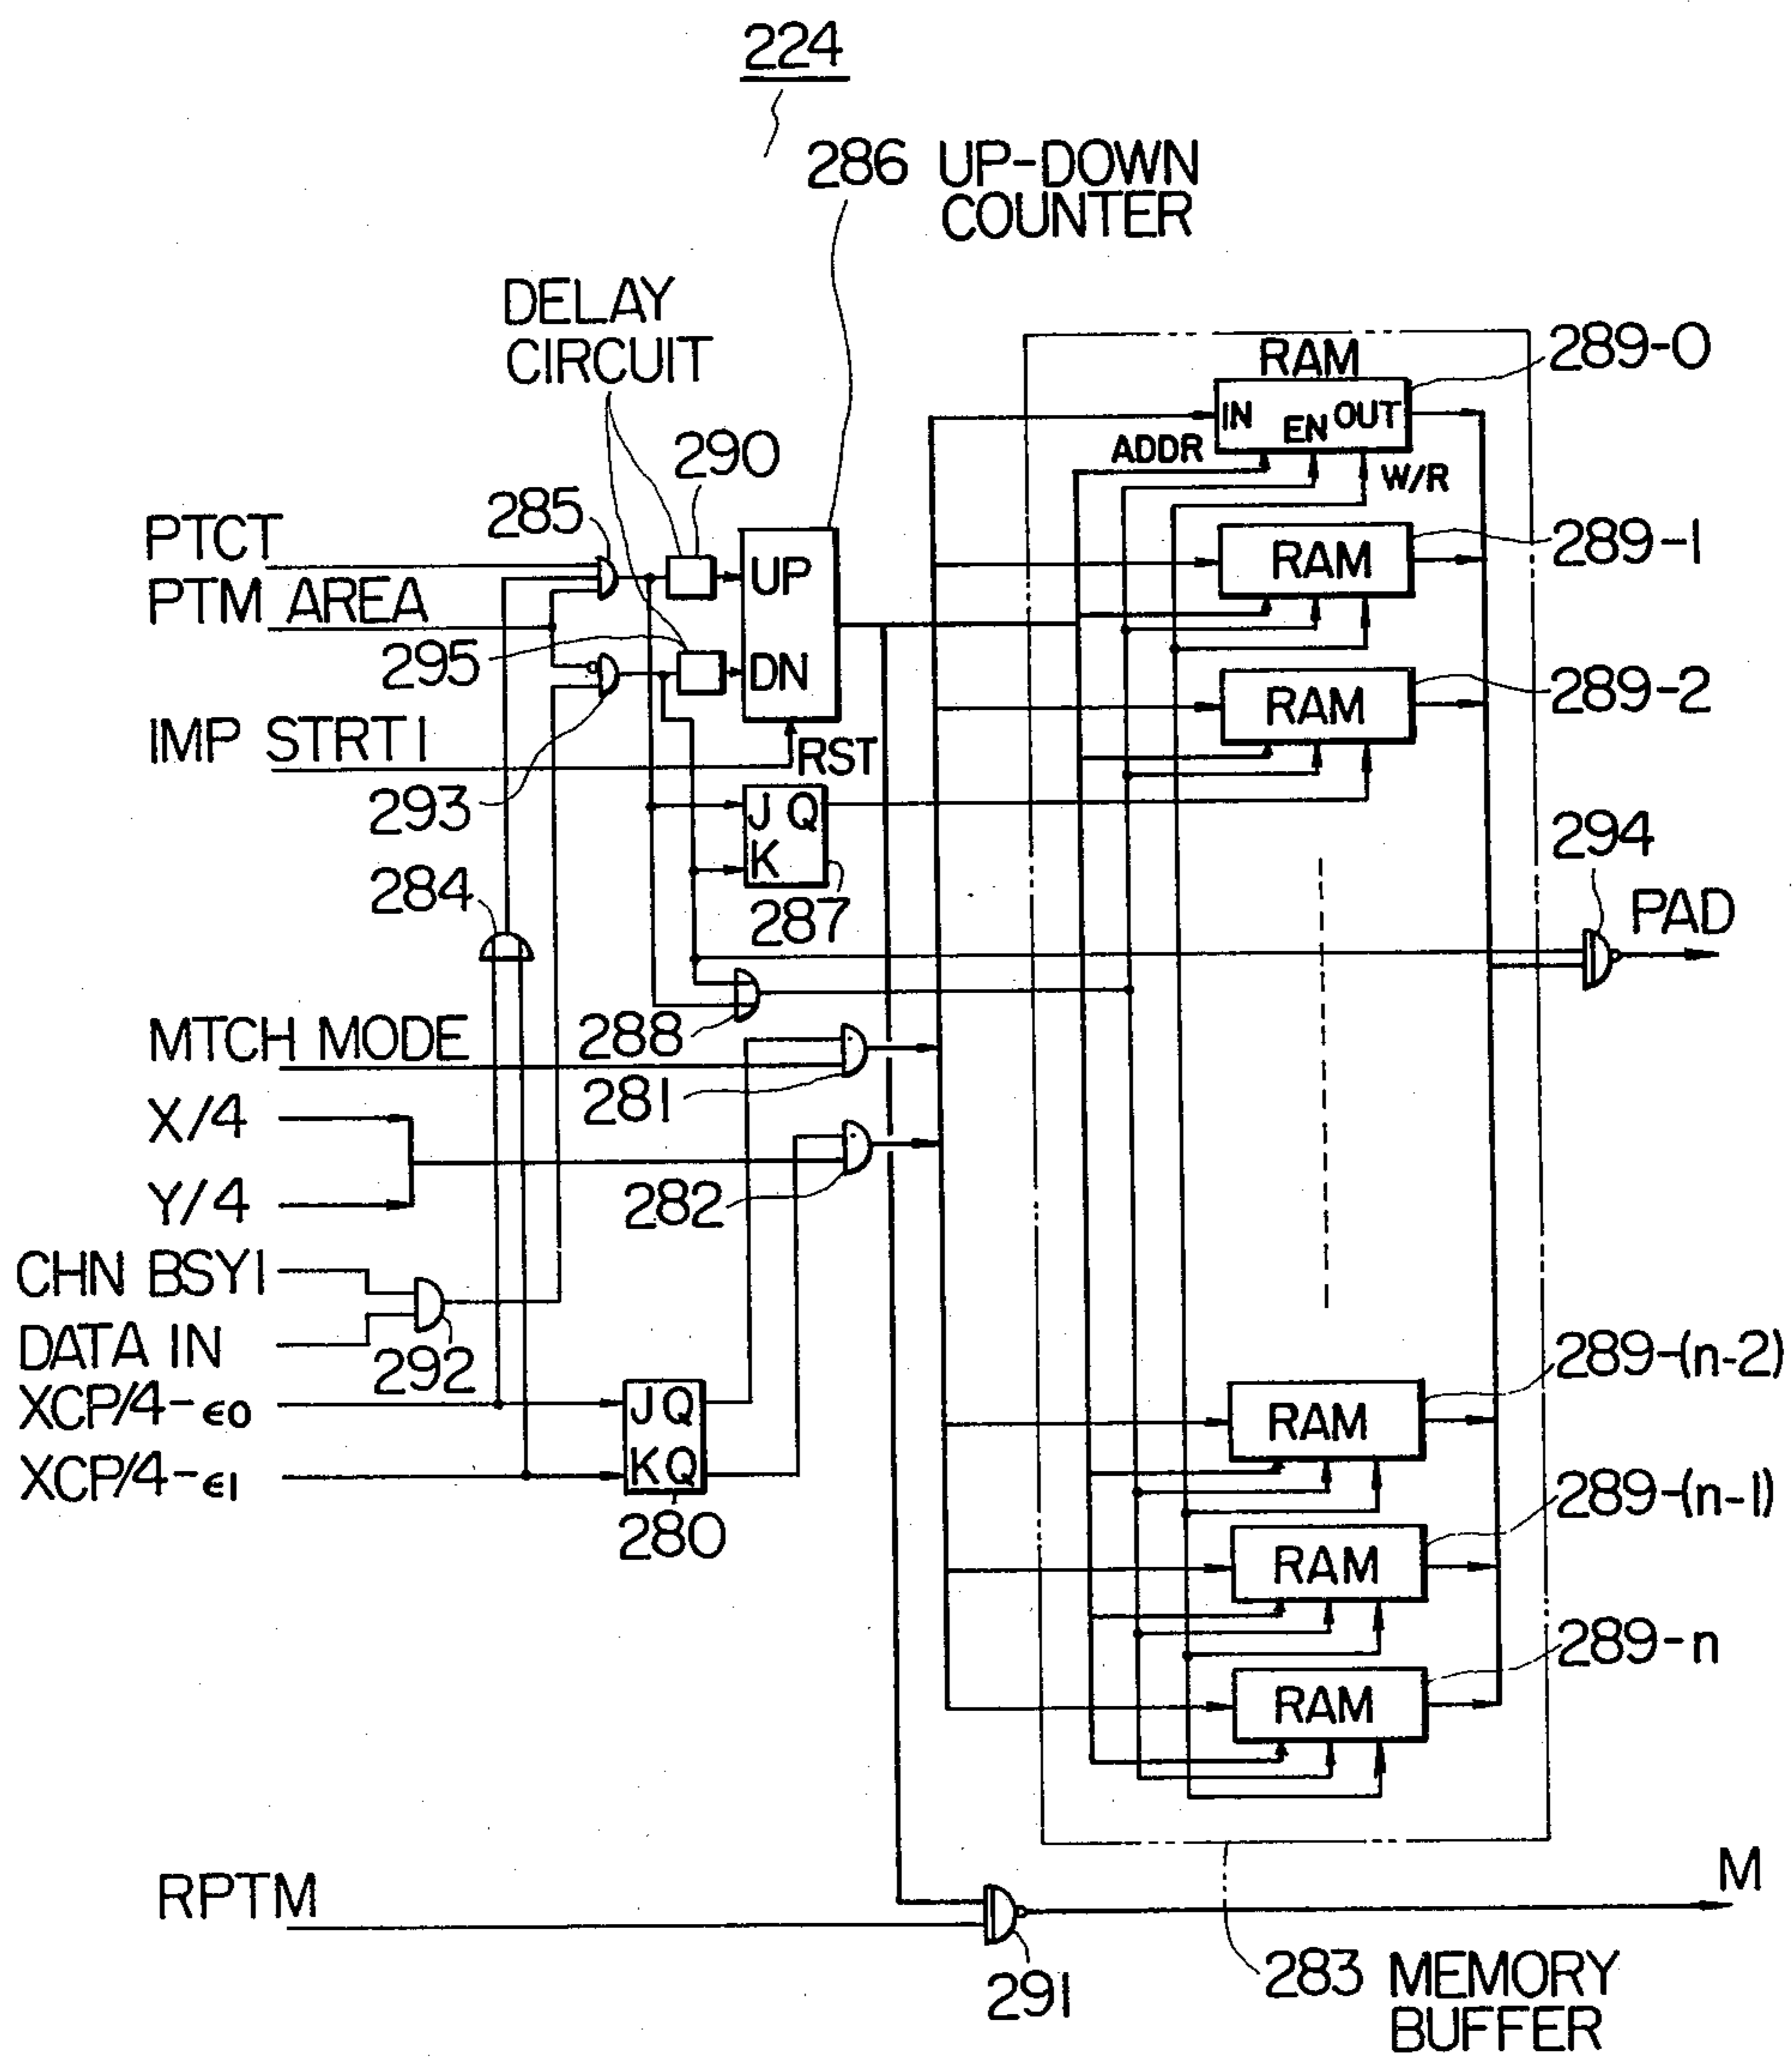 224
286 UP-DOWN
COUNTER
DELAY
CIRCUIT
RAM
289-0
IN EN OUT
ADDR
W/R
290
285
PTCT
UP
RAM
289-1
PTM AREA
295
DN
RAM
289-2
IMP STRT1
RST
293
J Q
K
294
284
287
PAD
288
MTCH MODE
281
X/4
282
Y/4
CHN BSY1
DATA IN
292
289-(n-2)
XCP/4-ϵ0
J Q
RAM
XCP/4-ϵ1
K Q
289-(n-1)
280
RAM
289-n
RAM
RPTM
M
291
283 MEMORY
BUFFER